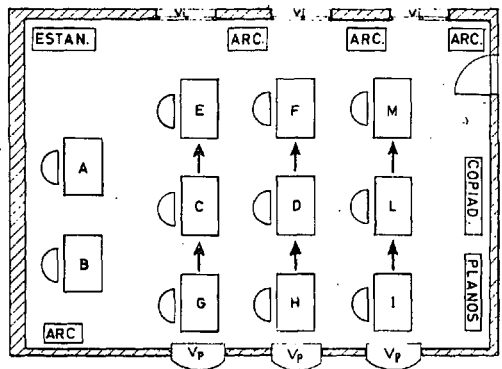 Vi Vi Vi
ESTAN. ARC. ARC. ARC.
E F M
A
C D L
COPIAD.
B
G H I
PLANOS
ARC
Vp Vp Vp